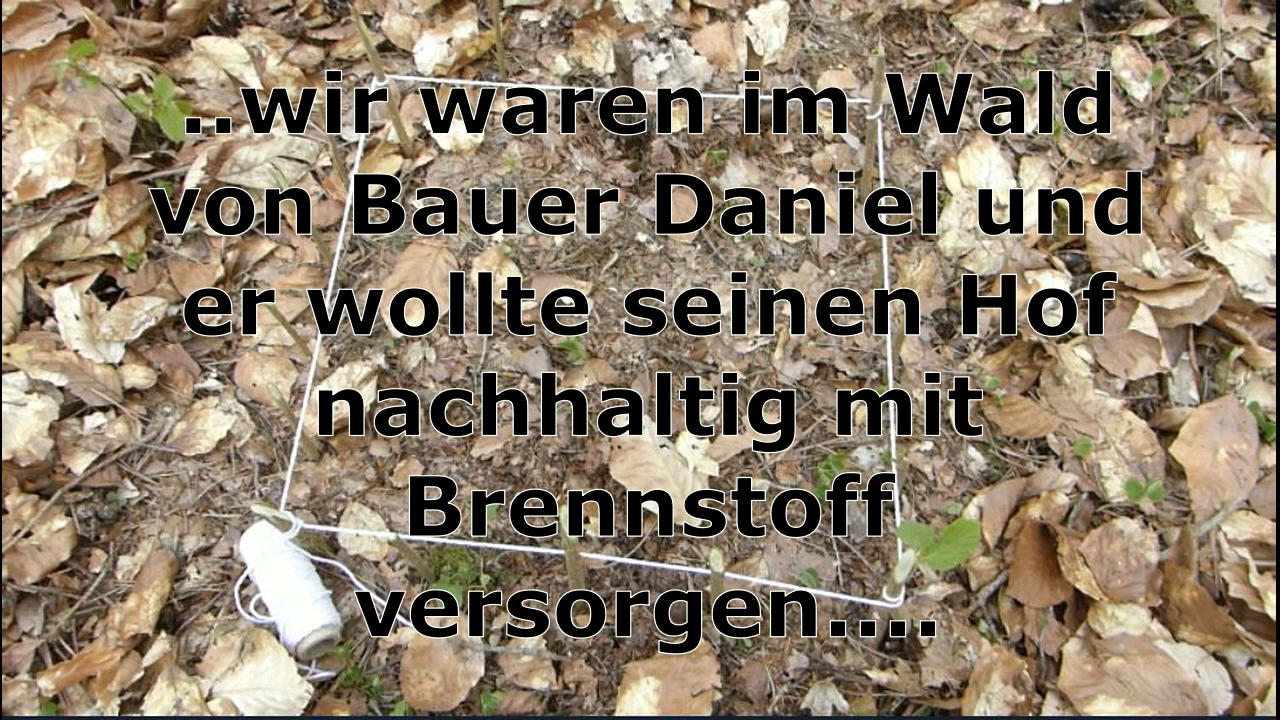 ..wir waren im Wald
von Bauer Daniel und
er wollte seinen Hof
nachhaltig mit
Brennstoff
versorgen....